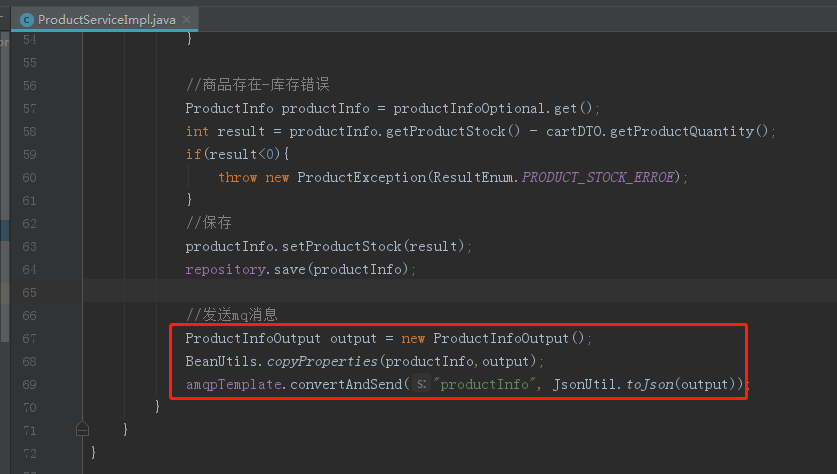 ProductServiceImpl.java ×
54 }
55
56 //商品存在-库存错误
57 ProductInfo productInfo = productInfoOptional.get();
58 int result = productInfo.getProductStock() - cartDTO.getProductQuantity();
59 if(result<0){
60 throw new ProductException(ResultEnum.PRODUCT_STOCK_ERROE);
61 }
62 //保存
63 productInfo.setProductStock(result);
64 repository.save(productInfo);
65
66 //发送mq消息
67 ProductInfoOutput output = new ProductInfoOutput();
68 BeanUtils.copyProperties(productInfo,output);
69 amqpTemplate.convertAndSend( s: "productInfo", JsonUtil.toJson(output));
70 }
71 }
72 }